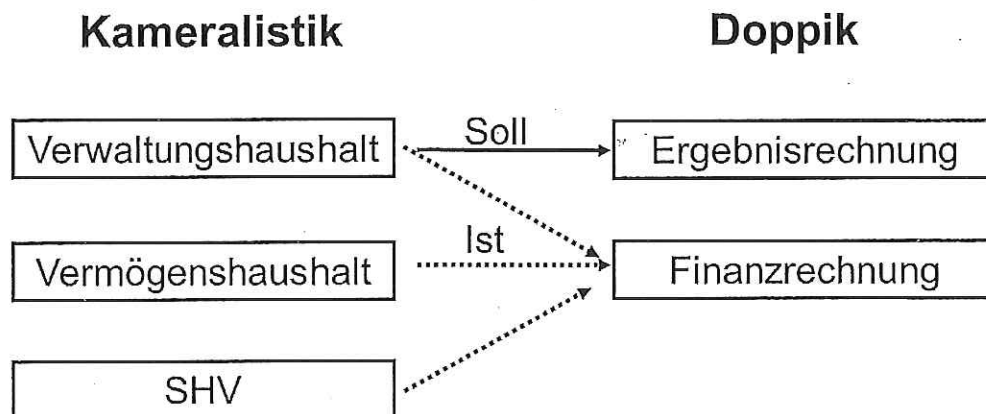 Kameralistik Doppik
Verwaltungshaushalt Soll Ergebnisrechnung
Vermögenshaushalt Ist Finanzrechnung
SHV